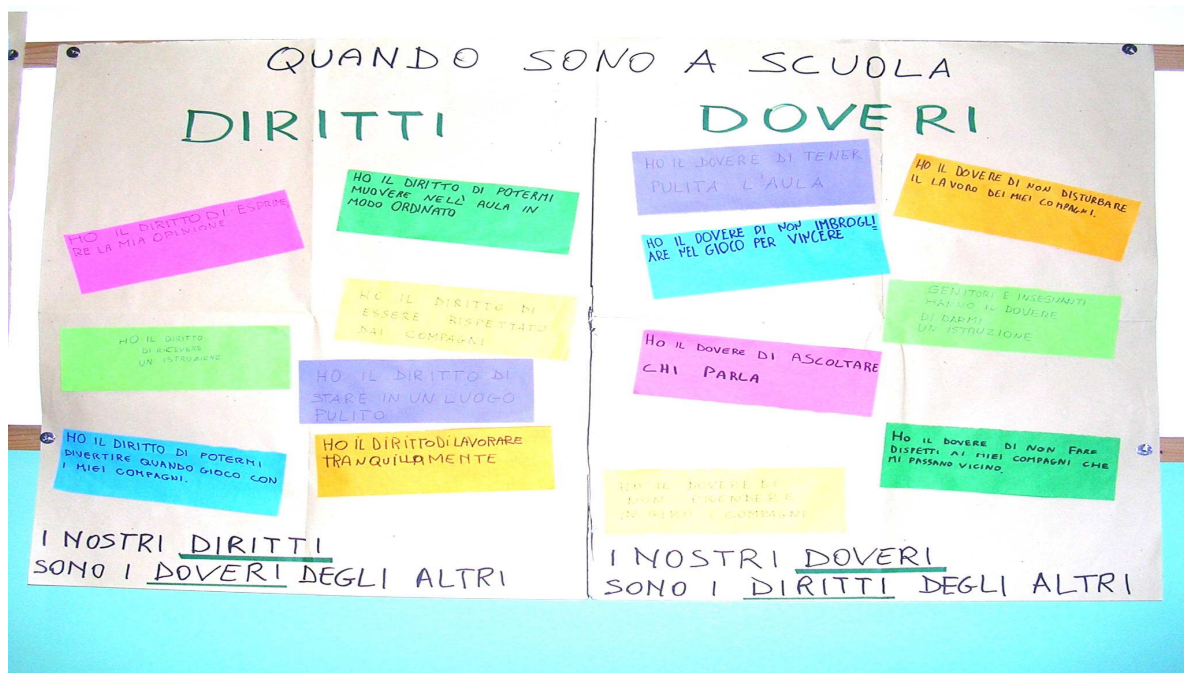 QUANDO SONO A SCUOLA
DIRITTI
HO IL DIRITTO DI ESPRIME
RE LA MIA OPINIONE
HO IL DIRITTO DI POTERMI
MUOVERE NELL'AULA IN
MODO ORDINATO
HO IL DIRITTO DI
ESSERE RISPETTATO
DAI COMPAGNI
HO IL DIRITTO
DI RICEVERE
UN ISTRUZIONE
HO IL DIRITTO DI
STARE IN UN LUOGO
PULITO
HO IL DIRITTO DI POTERMI
DIVERTIRE QUANDO GIOCO CON
I MIEI COMPAGNI.
HO IL DIRITTO DI LAVORARE
TRANQUILLAMENTE
I NOSTRI DIRITTI
SONO I DOVERI DEGLI ALTRI
DOVERI
HO IL DOVERE DI TENER
PULITA L'AULA
HO IL DOVERE DI NON DISTURBARE
IL LAVORO DEI MIEI COMPAGNI.
HO IL DOVERE DI NON IMBROGLI
ARE NEL GIOCO PER VINCERE
GENITORI E INSEGNANTI
HANNO IL DOVERE
DI DARMI
UN ISTRUZIONE
HO IL DOVERE DI ASCOLTARE
CHI PARLA
HO IL DOVERE DI NON FARE
DISPETTI AI MIEI COMPAGNI CHE
MI PASSANO VICINO.
HO IL DOVERE DI
NON PRENDERE
IN GIRO I COMPAGNI
I NOSTRI DOVERI
SONO I DIRITTI DEGLI ALTRI